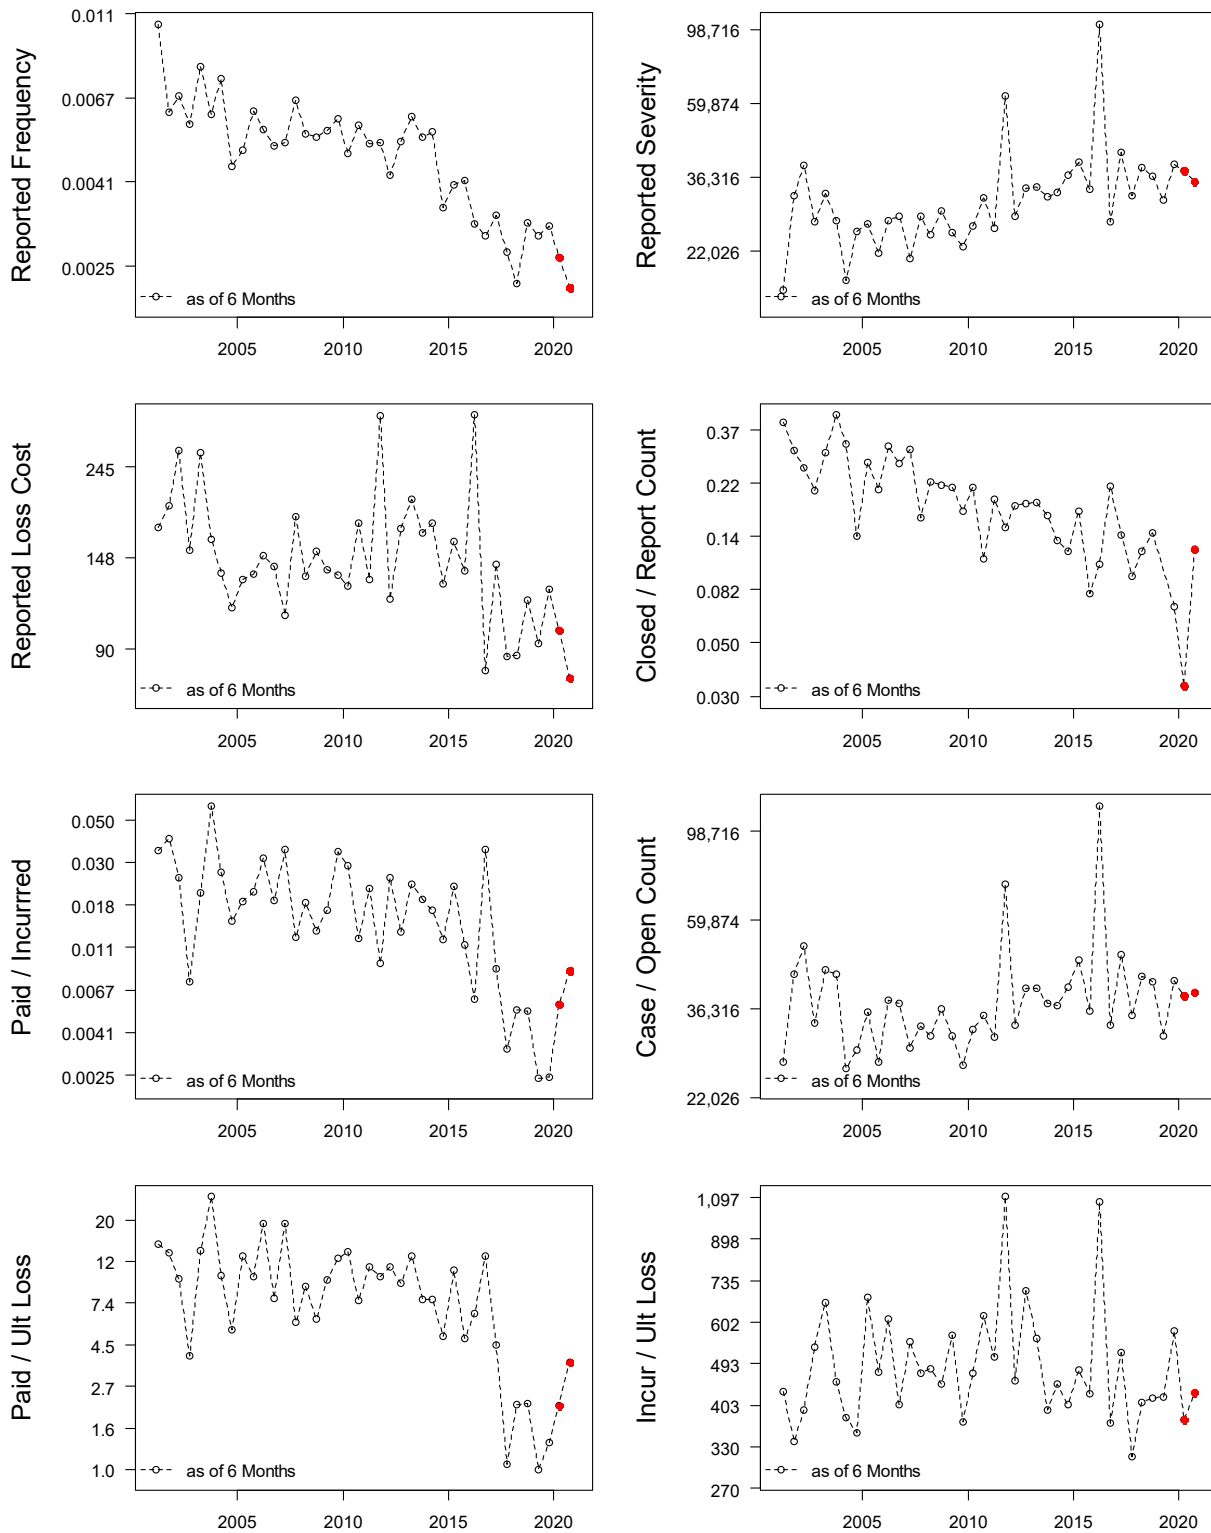 Reported Frequency
0.011
0.0067
0.0041
0.0025
as of 6 Months
2005 2010 2015 2020
Reported Severity
98,716
59,874
36,316
22,026
as of 6 Months
2005 2010 2015 2020
Reported Loss Cost
245
148
90
as of 6 Months
2005 2010 2015 2020
Closed / Report Count
0.37
0.22
0.14
0.082
0.050
0.030
as of 6 Months
2005 2010 2015 2020
Paid / Incurrred
0.050
0.030
0.018
0.011
0.0067
0.0041
0.0025
as of 6 Months
2005 2010 2015 2020
Case / Open Count
98,716
59,874
36,316
22,026
as of 6 Months
2005 2010 2015 2020
Paid / Ult Loss
20
12
7.4
4.5
2.7
1.6
1.0
as of 6 Months
2005 2010 2015 2020
Incur / Ult Loss
1,097
898
735
602
493
403
330
270
as of 6 Months
2005 2010 2015 2020